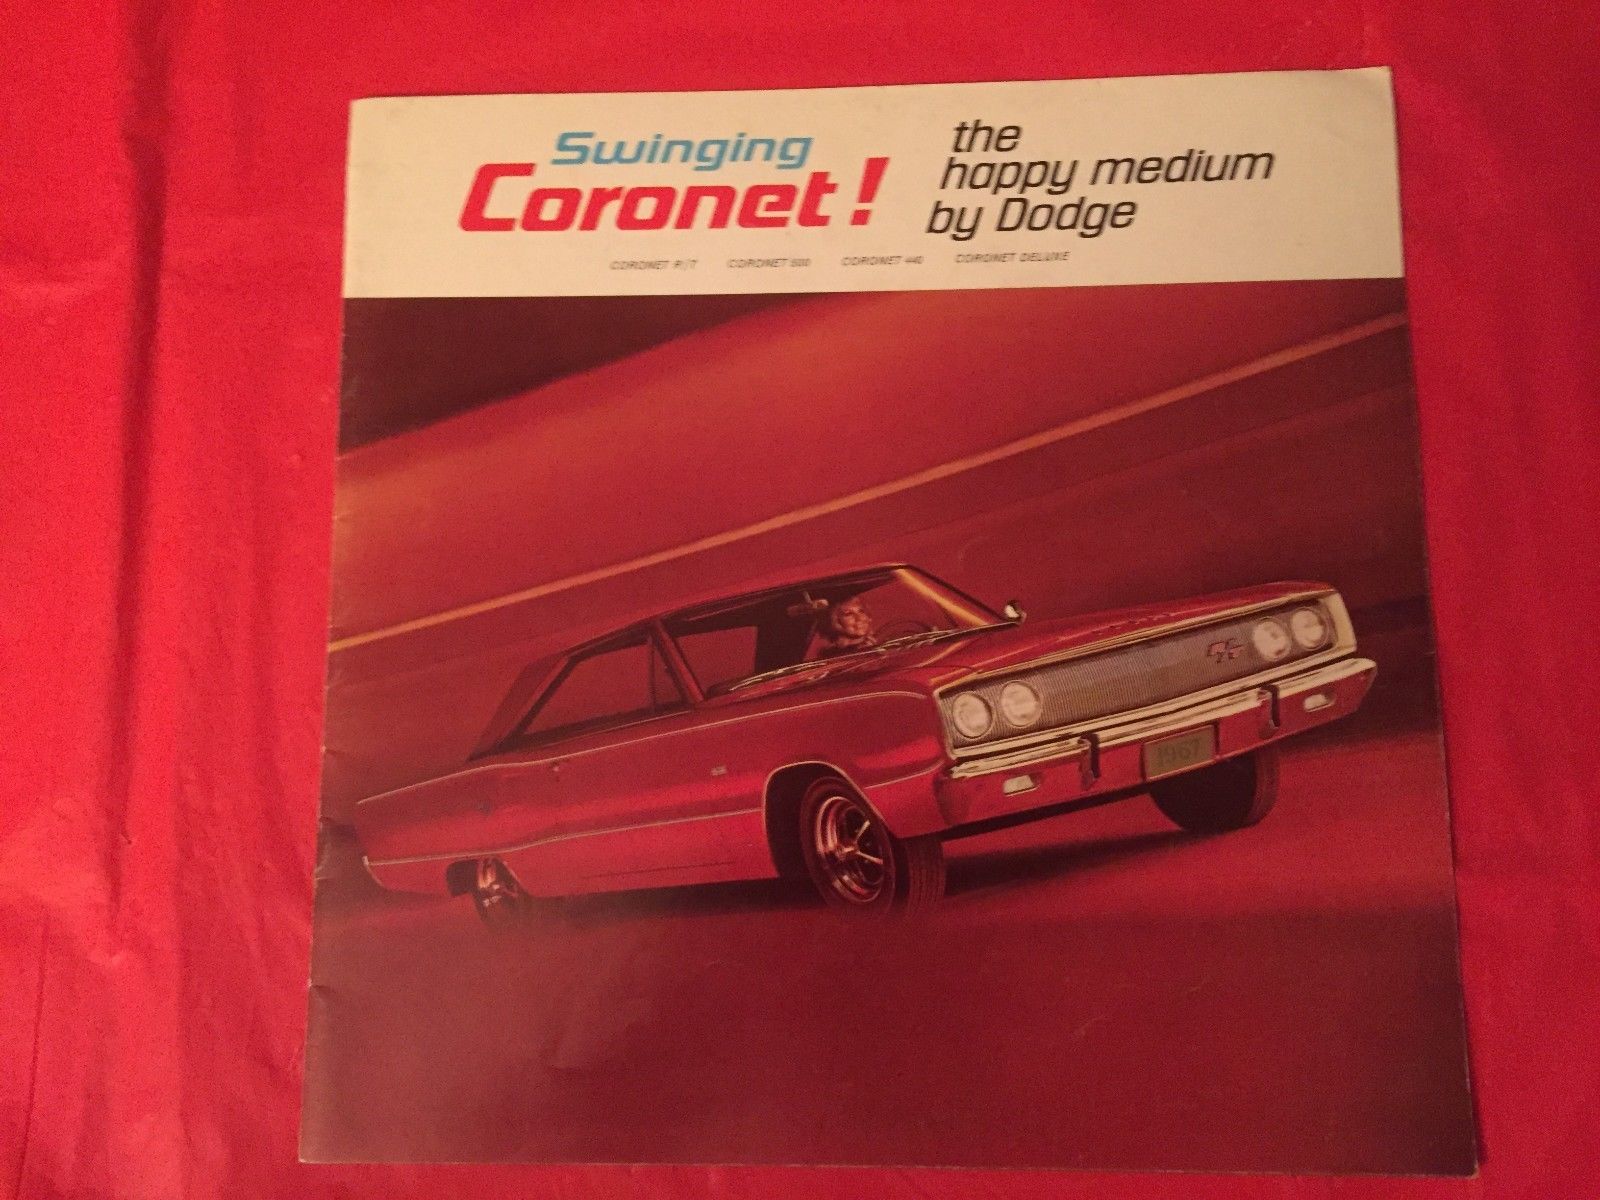 Swinging
Coronet!
the
happy medium
by Dodge
CORONET R/T CORONET 500 CORONET 440 CORONET DELUXE
R/T
1967